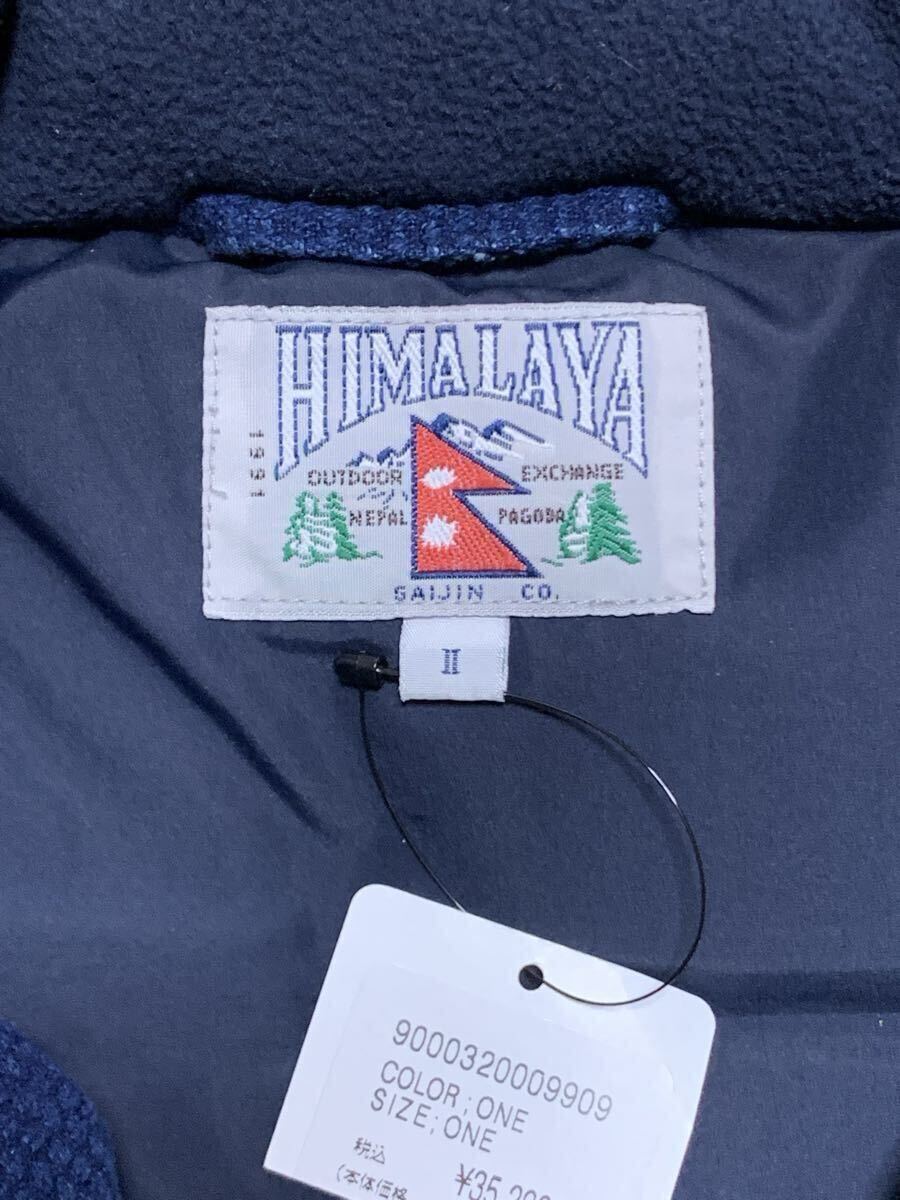 HIMALAYA
1991
OUTDOOR EXCHANGE
NEPAL PAGODA
GAIJIN CO.
II
9000320009909
COLOR;ONE
SIZE;ONE
税込
(本体価格